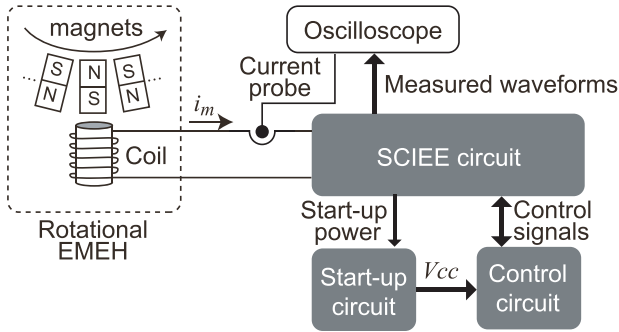 magnets
S
N
N
S
S
N
Coil
Rotational
EMEH
i_m
Current
probe
Oscilloscope
Measured waveforms
SCIEE circuit
Start-up
power
Control
signals
Start-up
circuit
Vcc
Control
circuit